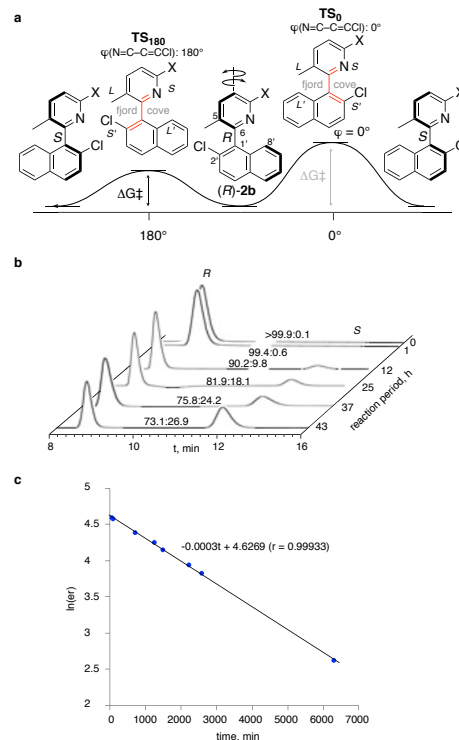 a
TS180
φ(N=C–C=CCl): 180°
TS0
φ(N=C–C=CCl): 0°
X
N
S
Cl
L
X
N
S
fjord
cove
Cl
S'
L'
X
N
5
R
6
Cl
1'
2'
8'
(R)-2b
L
X
N
S
fjord
cove
Cl
L'
S'
φ = 0°
X
N
S
Cl
ΔG‡
ΔG‡
180°
0°
b
R
S
>99.9:0.1
0
99.4:0.6
1
90.2:9.8
12
81.9:18.1
25
75.8:24.2
37
73.1:26.9
43
reaction period, h
8
10
12
14
16
t, min
c
5
4.5
4
3.5
3
2.5
2
ln(er)
-0.0003t + 4.6269 (r = 0.99933)
0
1000
2000
3000
4000
5000
6000
7000
time, min